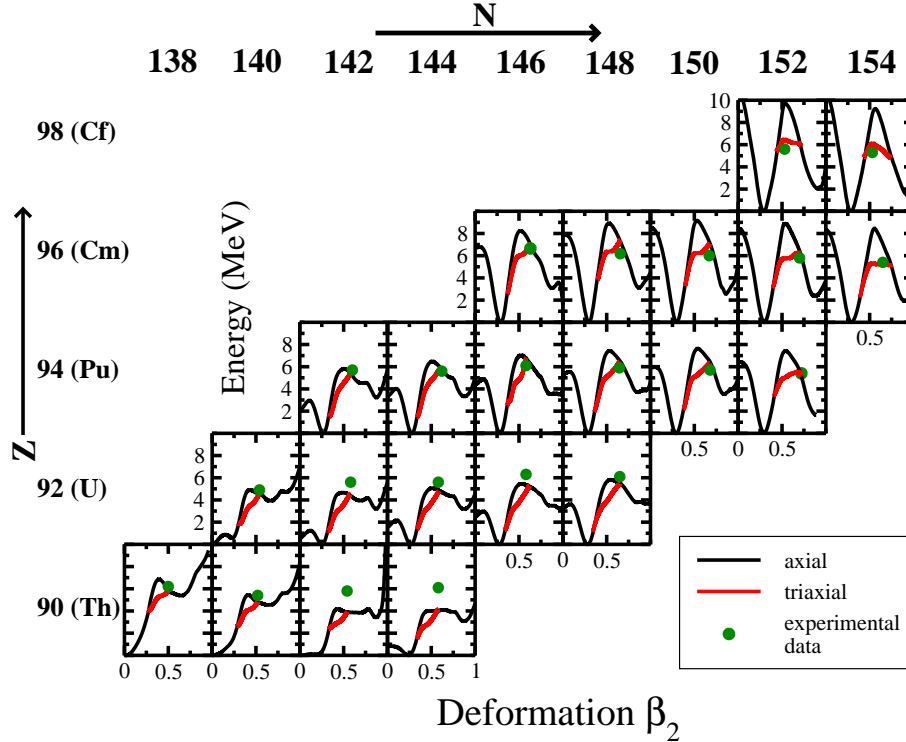 N
138 140 142 144 146 148 150 152 154
98 (Cf)
10
8
6
4
2
96 (Cm)
8
6
4
2
0.5
94 (Pu)
8
6
4
2
0.5 0 0.5
92 (U)
8
6
4
2
0.5 0 0.5
90 (Th)
0 0.5 0 0.5 0 0.5 0 0.5 1
Z
Energy (MeV)
axial
triaxial
experimental
data
Deformation β2